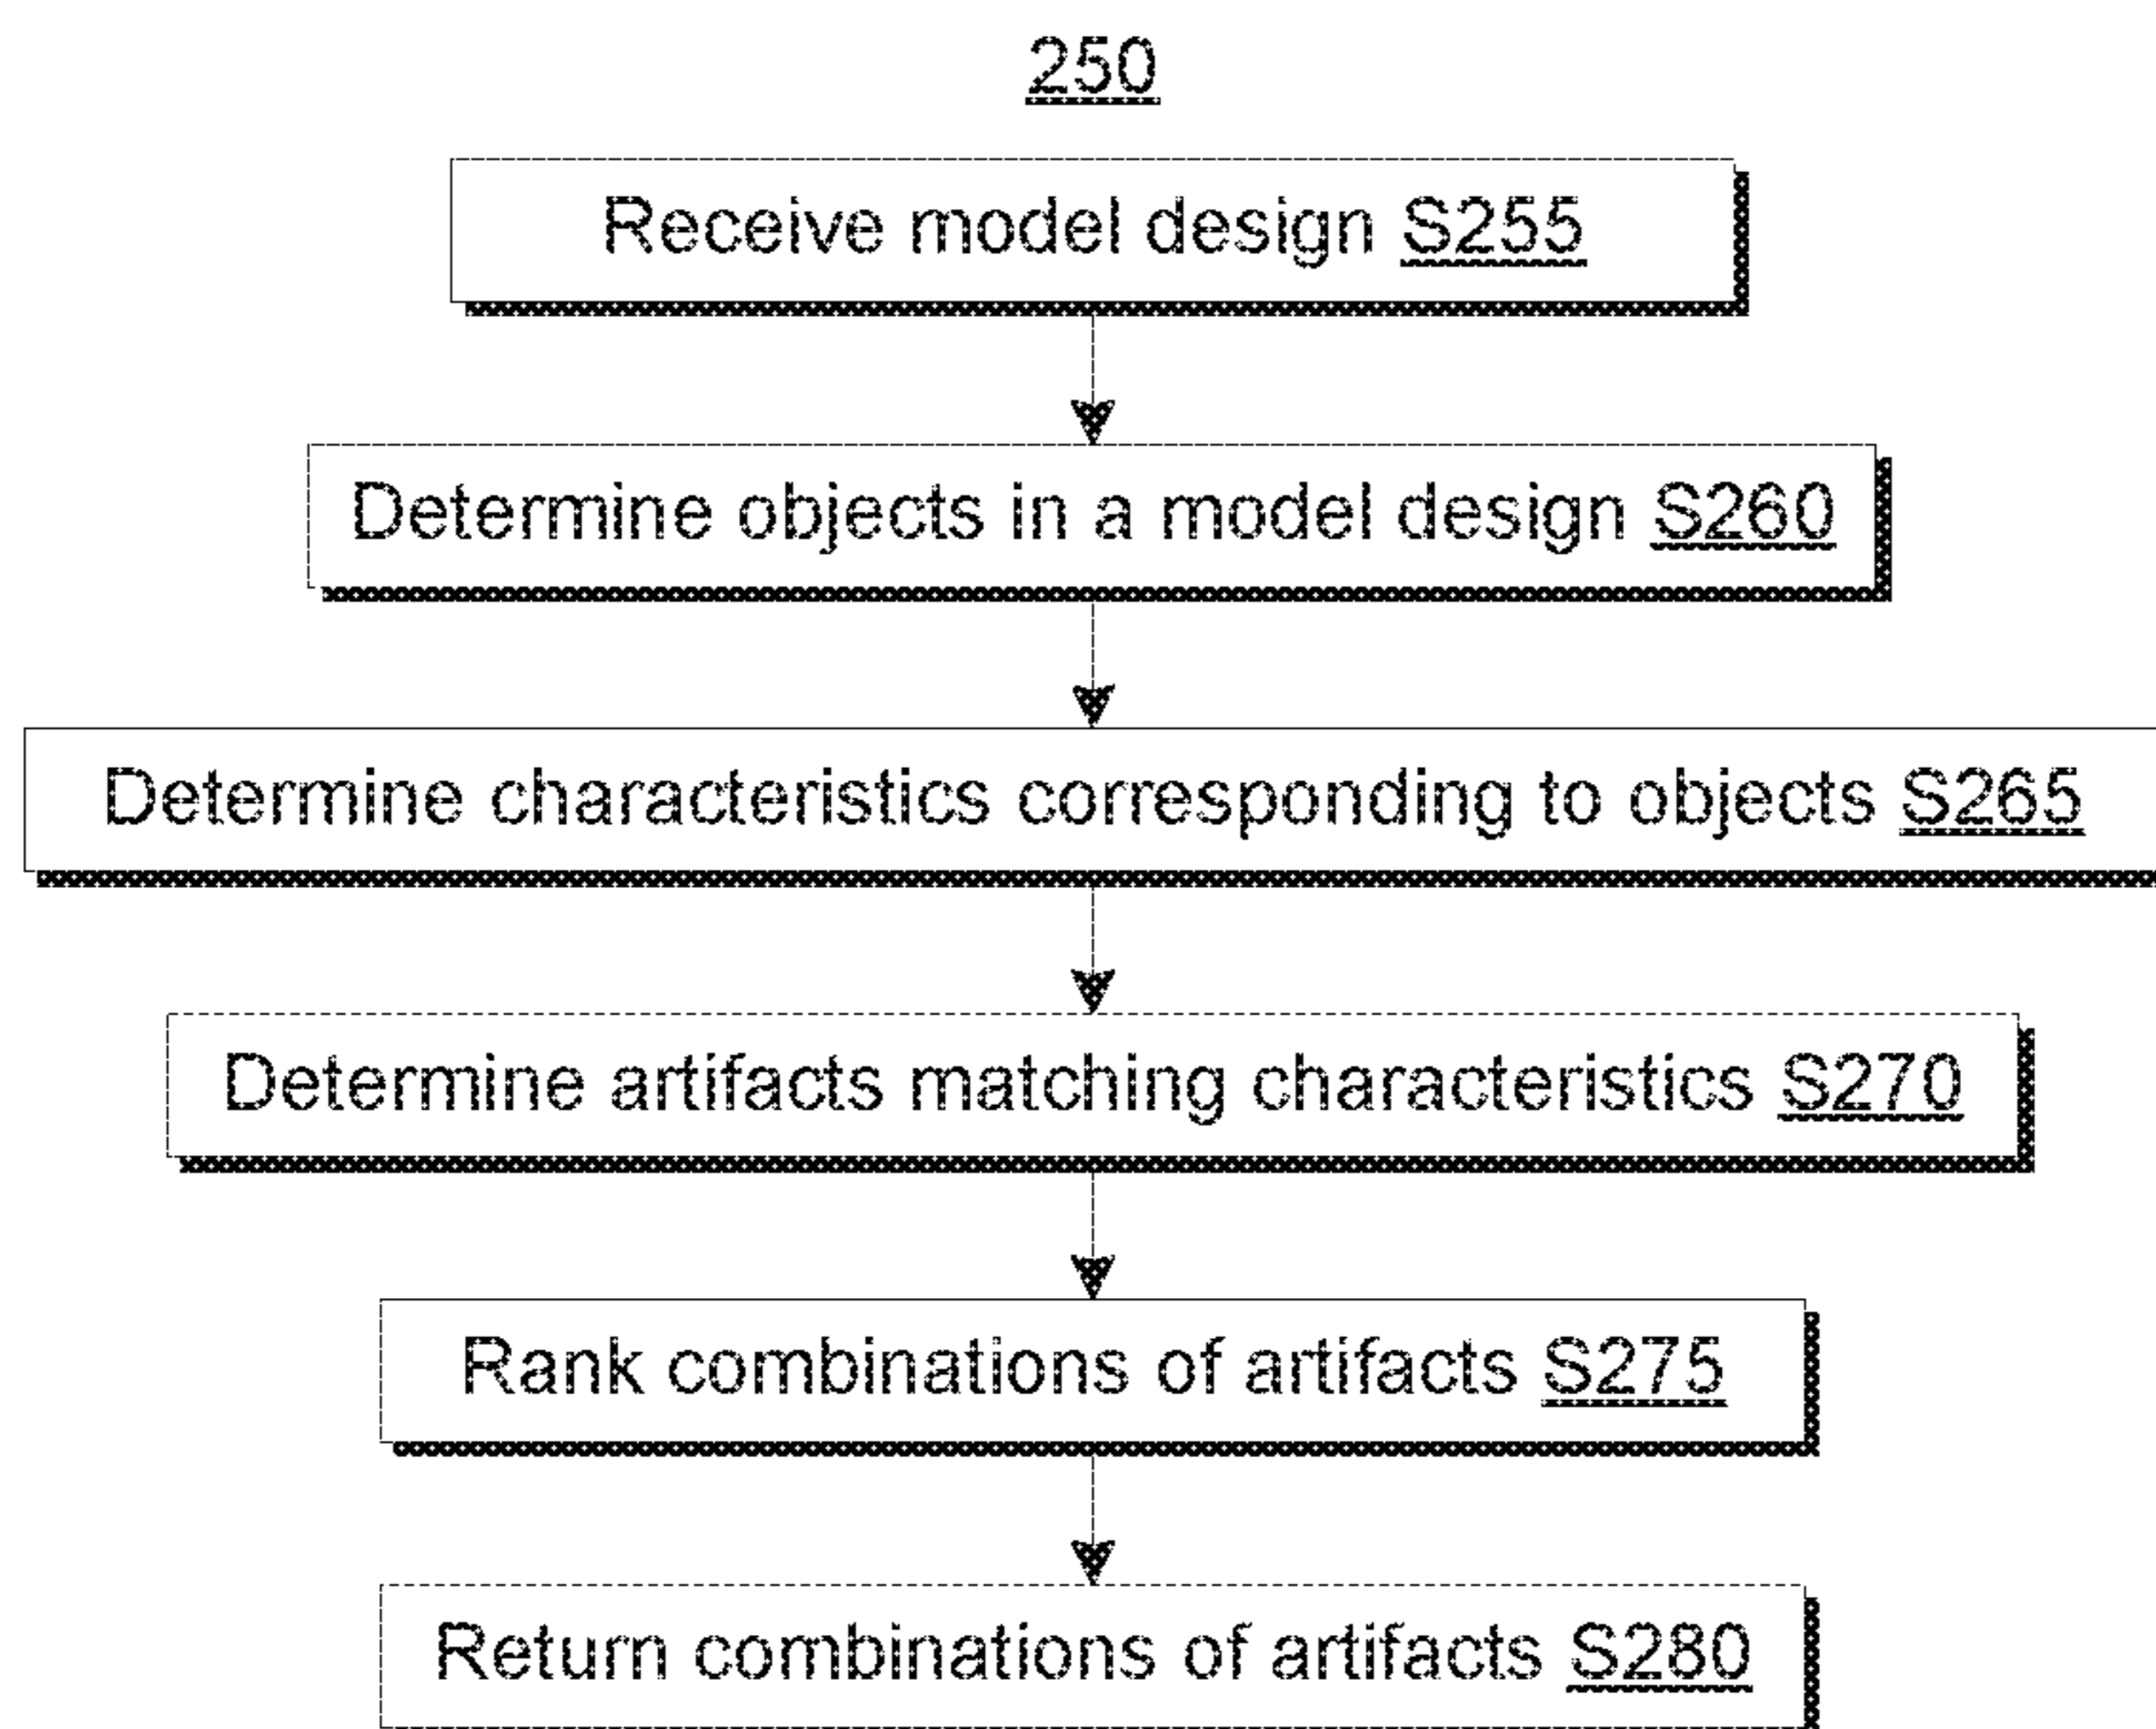 250
Receive model design S255
Determine objects in a model design S260
Determine characteristics corresponding to objects S265
Determine artifacts matching characteristics S270
Rank combinations of artifacts S275
Return combinations of artifacts S280